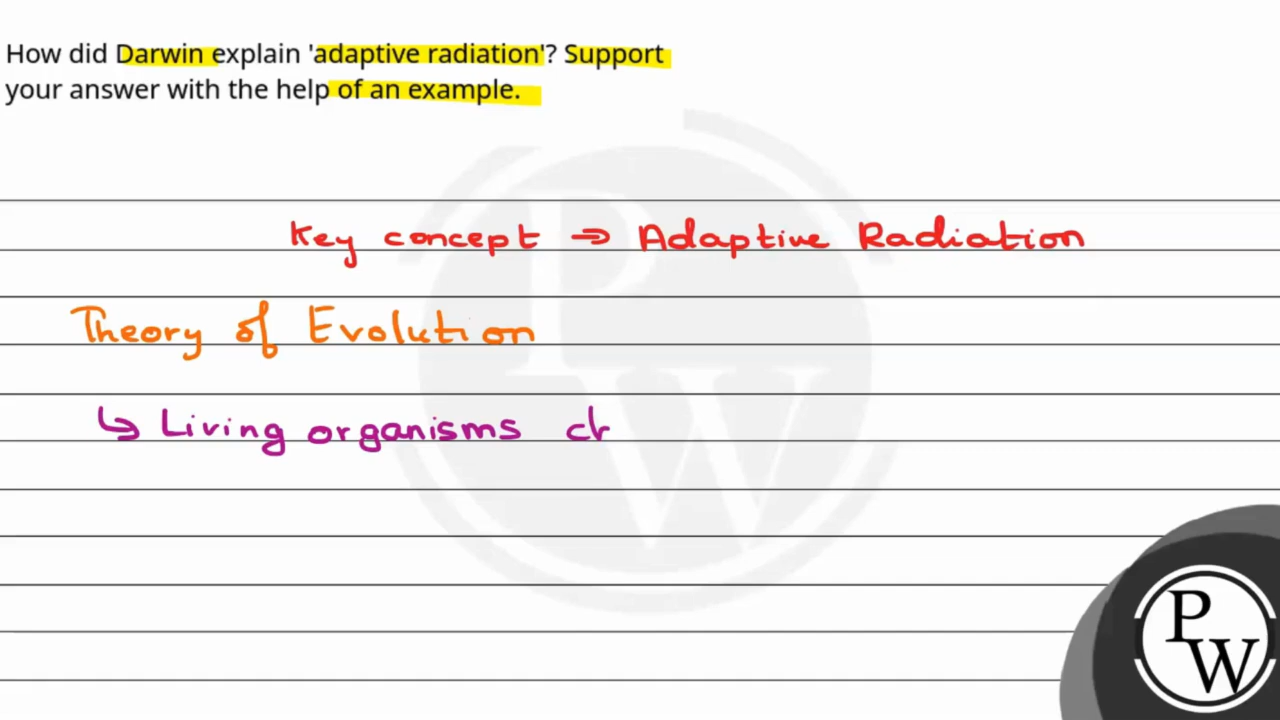 How did Darwin explain 'adaptive radiation'? Support
your answer with the help of an example.
Key concept → Adaptive Radiation
Theory of Evolution
↳ Living organisms ch
P
W
P
W